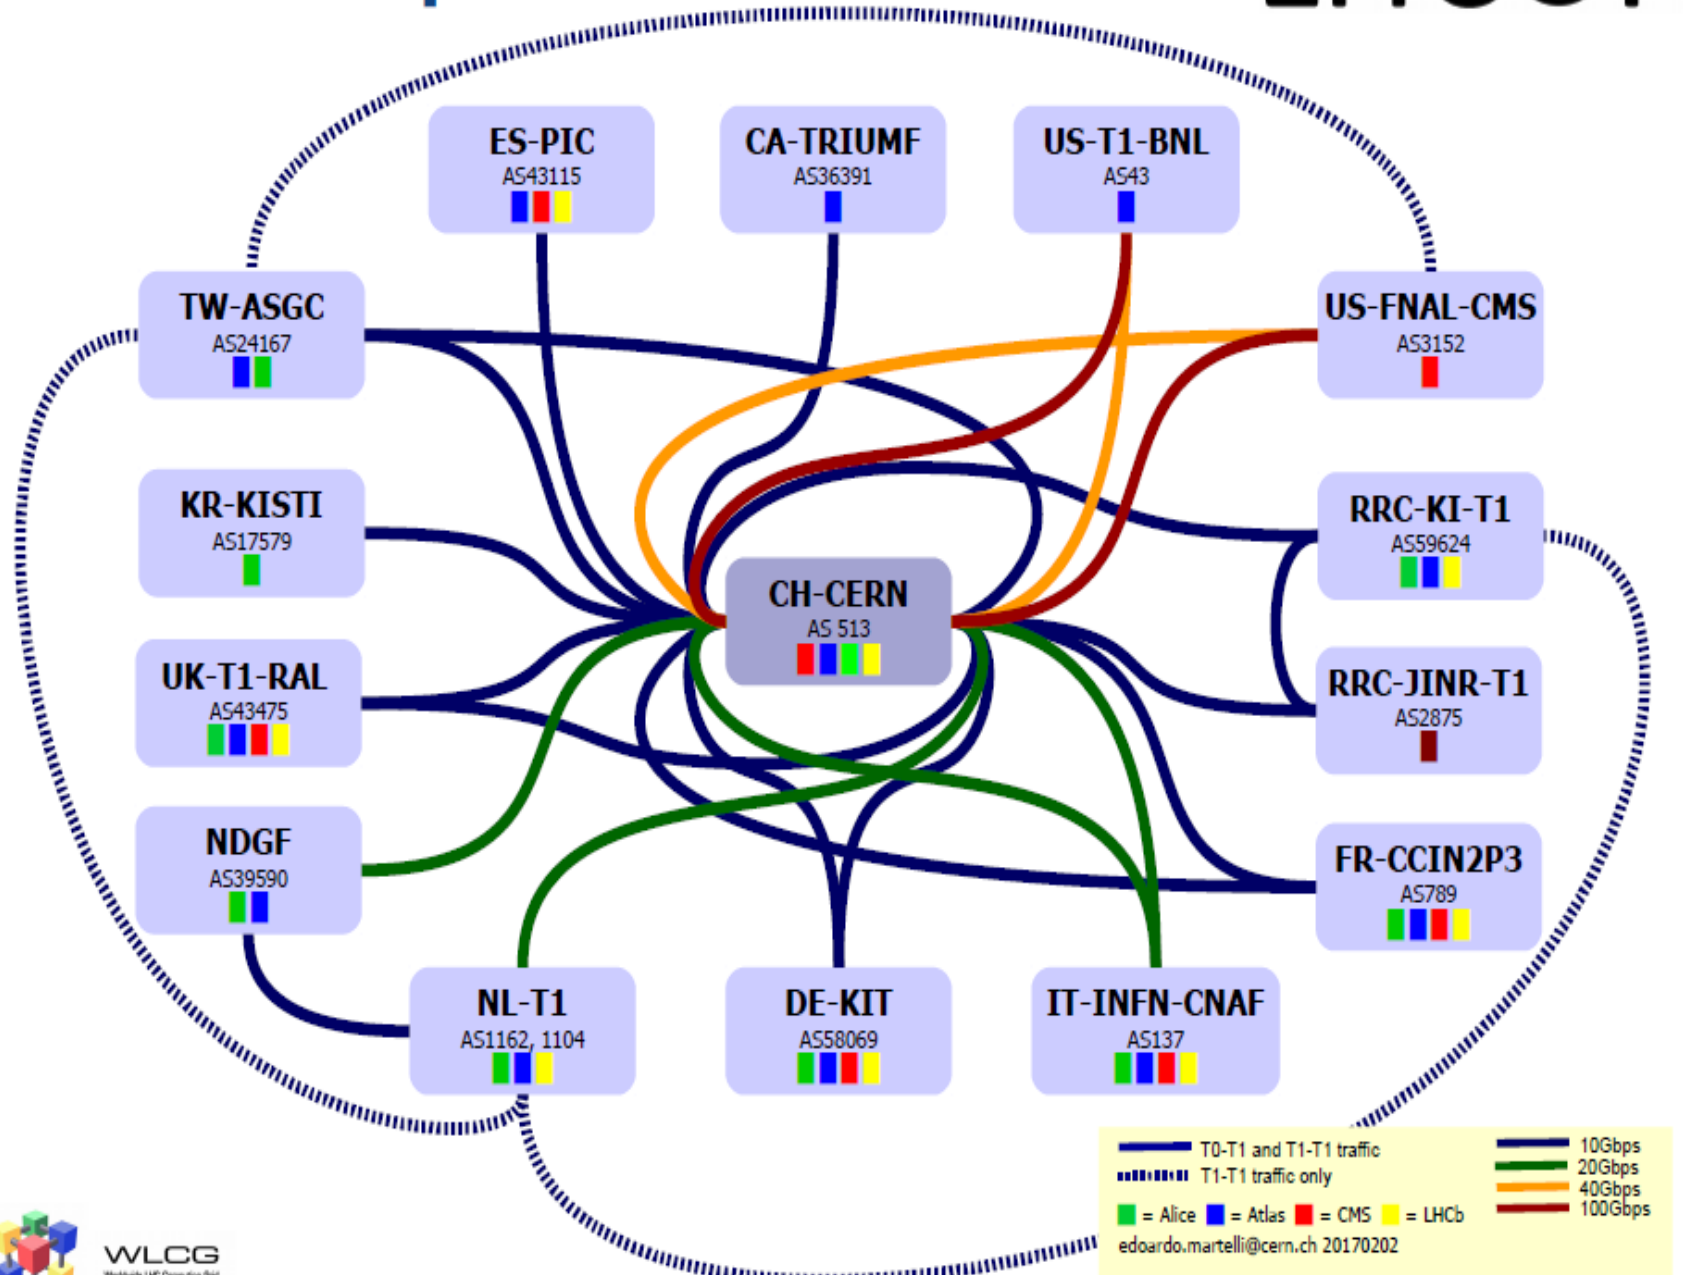 ES-PIC
AS43115
CA-TRIUMF
AS36391
US-T1-BNL
AS43
TW-ASGC
AS24167
US-FNAL-CMS
AS3152
KR-KISTI
AS17579
RRC-KI-T1
AS59624
CH-CERN
AS 513
UK-T1-RAL
AS43475
RRC-JINR-T1
AS2875
NDGF
AS39590
FR-CCIN2P3
AS789
NL-T1
AS1162, 1104
DE-KIT
AS58069
IT-INFN-CNAF
AS137
T0-T1 and T1-T1 traffic
T1-T1 traffic only
= Alice = Atlas = CMS = LHCb
edoardo.martelli@cern.ch 20170202
10Gbps
20Gbps
40Gbps
100Gbps
WLCG